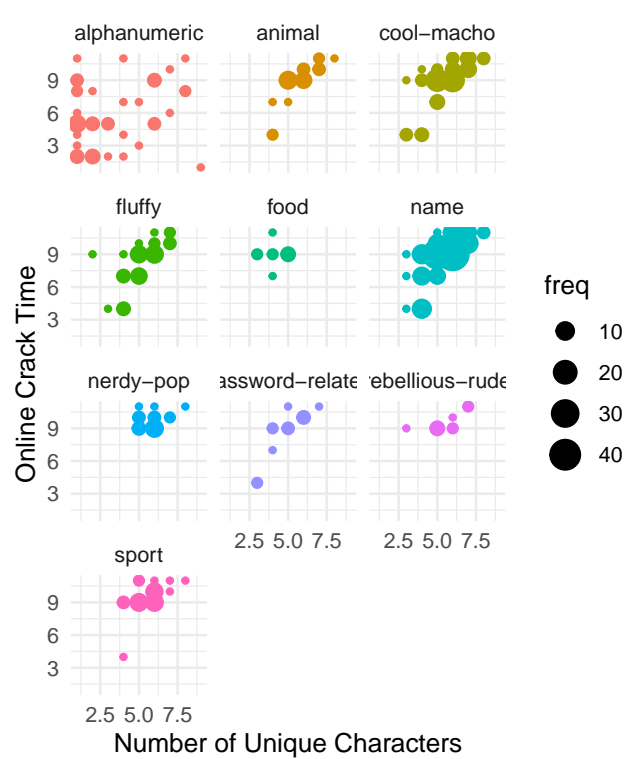 alphanumeric animal cool−macho
9
6
3
fluffy food name
9
6
3
nerdy−pop assword−relate rebellious−rude
9
6
3
2.5 5.0 7.5 2.5 5.0 7.5
sport
9
6
3
2.5 5.0 7.5
Number of Unique Characters
Online Crack Time
freq
10
20
30
40